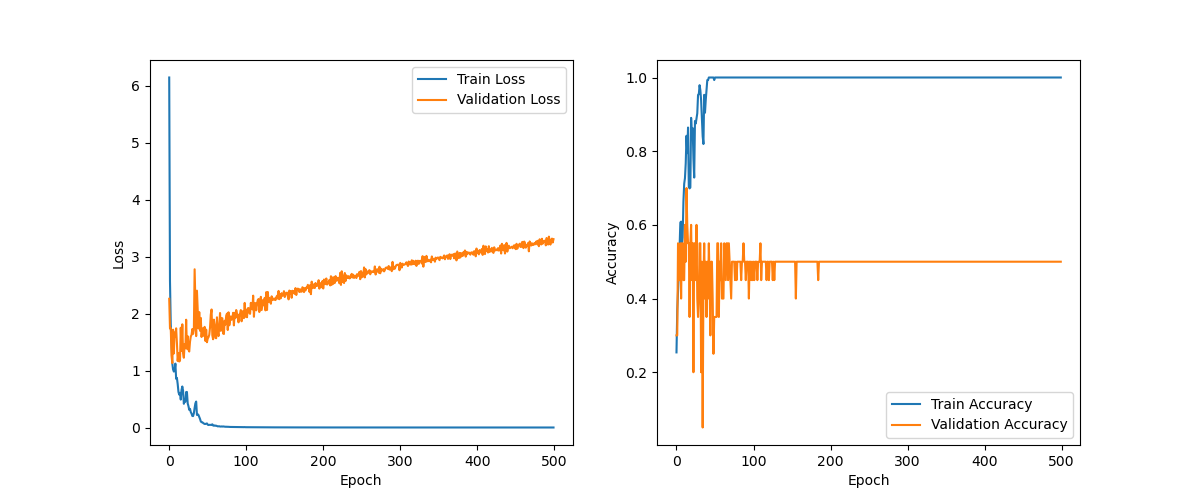 Train Loss
Validation Loss
6
5
4
3
2
1
0
Loss
0 100 200 300 400 500
Epoch
1.0
0.8
0.6
0.4
0.2
Accuracy
Train Accuracy
Validation Accuracy
0 100 200 300 400 500
Epoch